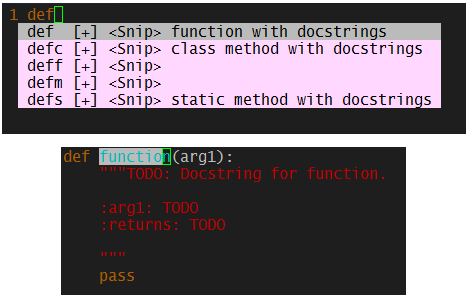 1 def
def [+] <Snip> function with docstrings
defc [+] <Snip> class method with docstrings
deff [+] <Snip>
defm [+] <Snip>
defs [+] <Snip> static method with docstrings
def function(arg1):
"""TODO: Docstring for function.
:arg1: TODO
:returns: TODO
"""
pass